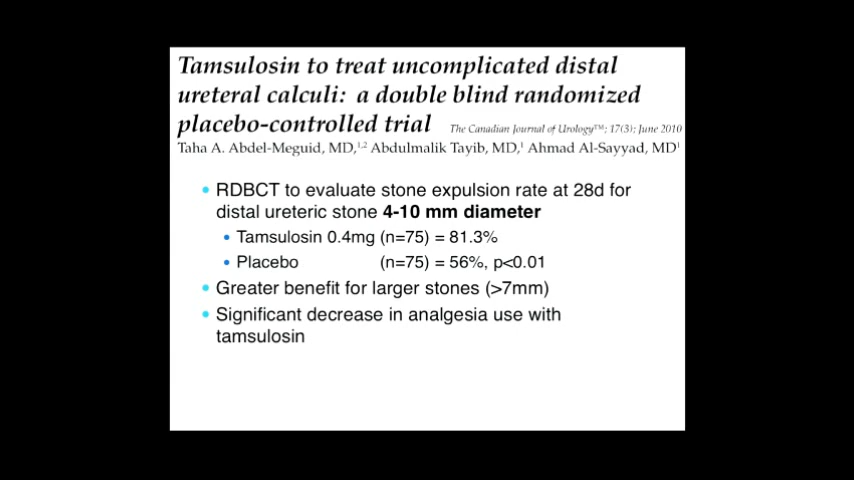 Tamsulosin to treat uncomplicated distal
ureteral calculi: a double blind randomized
placebo-controlled trial The Canadian Journal of Urology™; 17(3); June 2010
Taha A. Abdel-Meguid, MD,1,2 Abdulmalik Tayib, MD,1 Ahmad Al-Sayyad, MD1
• RDBCT to evaluate stone expulsion rate at 28d for
distal ureteric stone 4-10 mm diameter
• Tamsulosin 0.4mg (n=75) = 81.3%
• Placebo (n=75) = 56%, p<0.01
• Greater benefit for larger stones (>7mm)
• Significant decrease in analgesia use with
tamsulosin